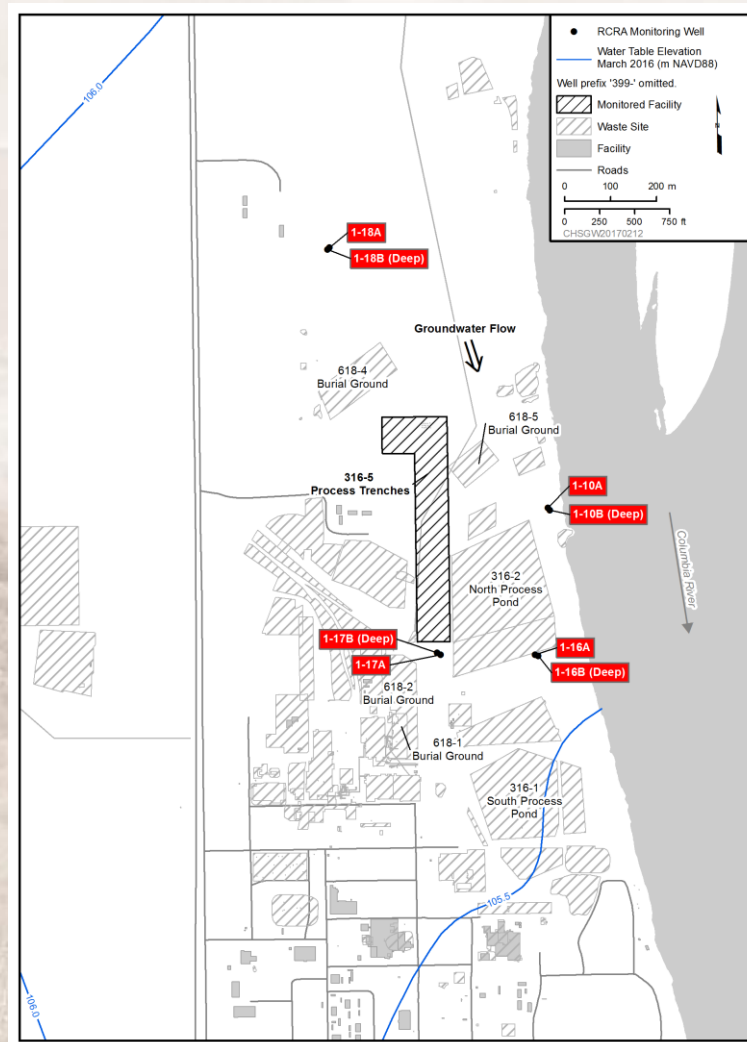 RCRA Monitoring Well
Water Table Elevation
March 2016 (m NAVD88)
Well prefix '399-' omitted.
Monitored Facility
Waste Site
Facility
Roads
N
0 100 200 m
0 250 500 750 ft
CHSGW20170212
106.0
1-18A
1-18B (Deep)
Groundwater Flow
618-4
Burial Ground
618-5
Burial Ground
316-5
Process Trenches
1-10A
1-10B (Deep)
Columbia River
316-2
North Process
Pond
1-17B (Deep)
1-17A
1-16A
1-16B (Deep)
618-2
Burial Ground
618-1
Burial Ground
316-1
South Process
Pond
105.5
106.0